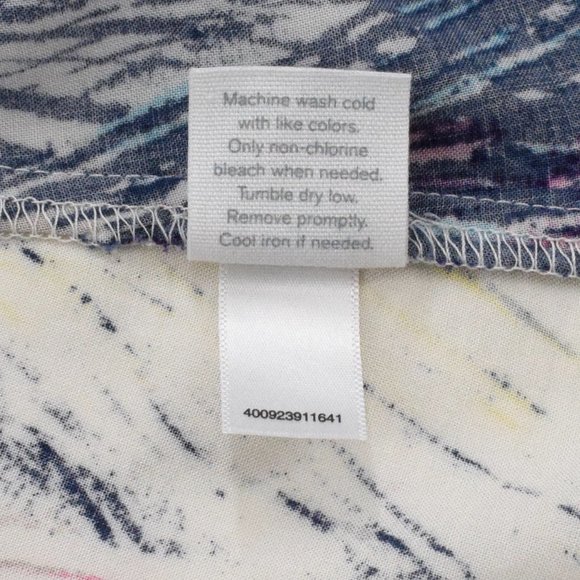 Machine wash cold
with like colors.
Only non-chlorine
bleach when needed.
Tumble dry low.
Remove promptly.
Cool iron if needed.
400923911641